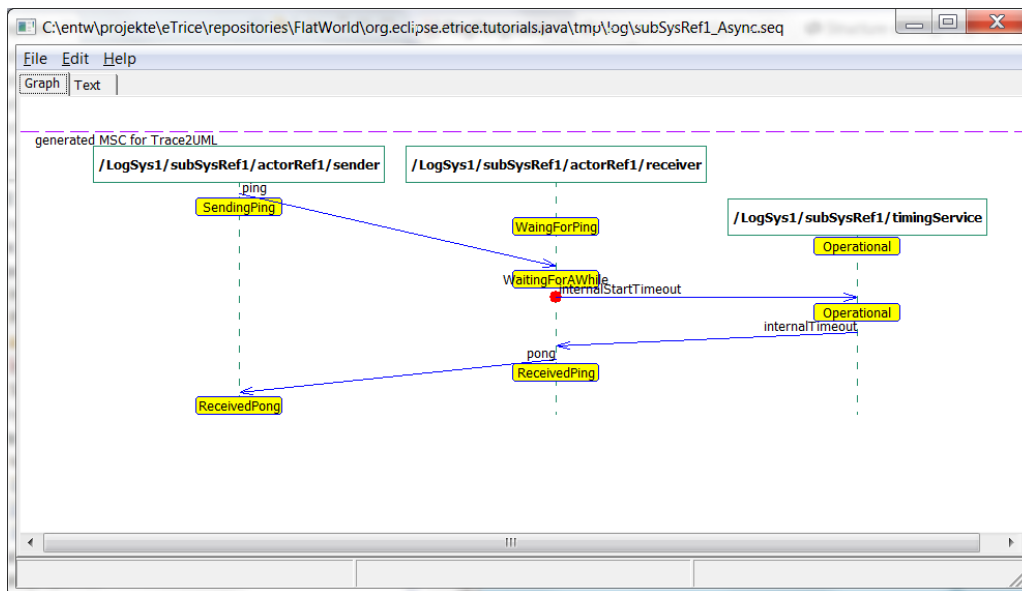 C:\entw\projekte\eTrice\repositories\FlatWorld\org.eclipse.etrice.tutorials.java\tmp\log\subSysRef1_Async.seq
File Edit Help
Graph Text
generated MSC for Trace2UML
/LogSys1/subSysRef1/actorRef1/sender /LogSys1/subSysRef1/actorRef1/receiver
ping
SendingPing
/LogSys1/subSysRef1/timingService
WaingForPing
Operational
WaitingForAWhile
internalStartTimeout
Operational
internalTimeout
pong
ReceivedPing
ReceivedPong